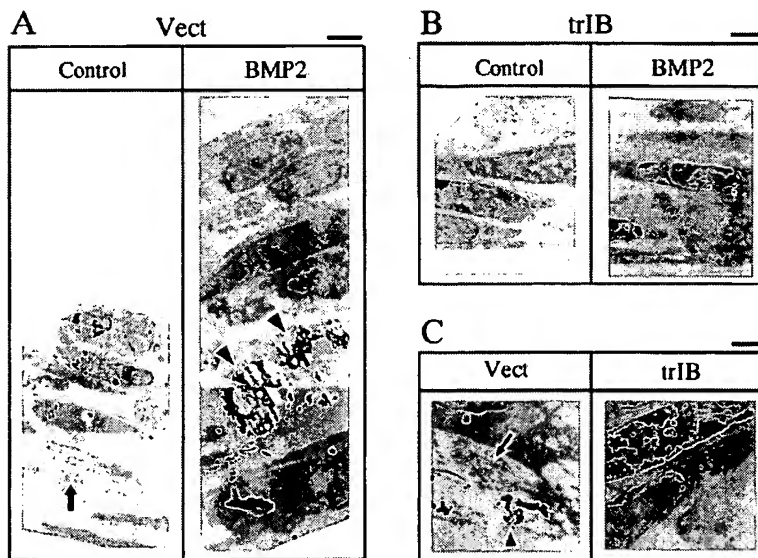 A
Vect
Control
BMP2
B
trIB
Control
BMP2
C
Vect
trIB